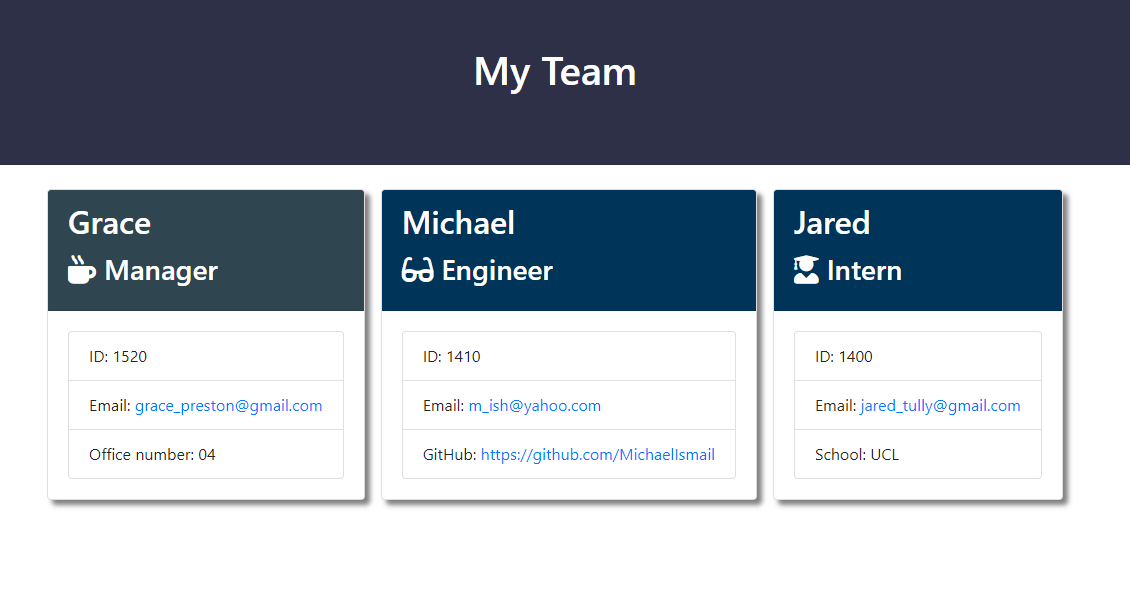 My Team
Grace
Manager
ID: 1520
Email: grace_preston@gmail.com
Office number: 04
Michael
Engineer
ID: 1410
Email: m_ish@yahoo.com
GitHub: https://github.com/MichaelIsmail
Jared
Intern
ID: 1400
Email: jared_tully@gmail.com
School: UCL